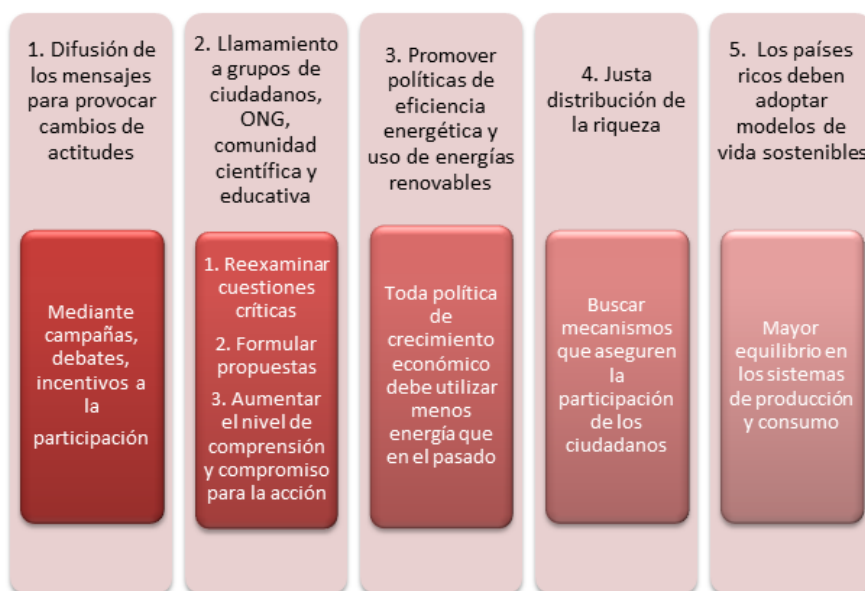 1. Difusión de
los mensajes
para provocar
cambios de
actitudes
Mediante
campañas,
debates,
incentivos a
la
participación
2. Llamamiento
a grupos de
ciudadanos,
ONG,
comunidad
científica y
educativa
1. Reexaminar
cuestiones
críticas
2. Formular
propuestas
3. Aumentar
el nivel de
comprensión
y compromiso
para la acción
3. Promover
políticas de
eficiencia
energética y
uso de energías
renovables
Toda política
de
crecimiento
económico
debe utilizar
menos
energía que
en el pasado
4. Justa
distribución de
la riqueza
Buscar
mecanismos
que aseguren
la
participación
de los
ciudadanos
5. Los países
ricos deben
adoptar
modelos de
vida sostenibles
Mayor
equilibrio en
los sistemas
de producción
y consumo